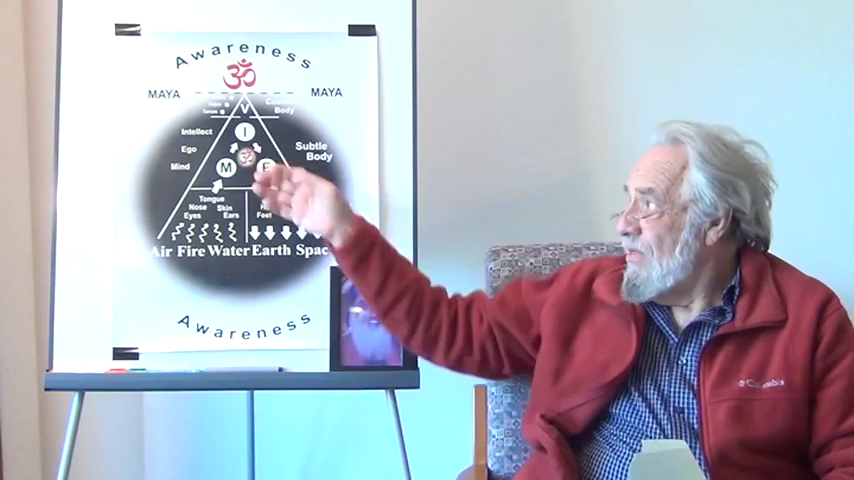 Awareness
ॐ
MAYA MAYA
V
Causal
Body
Intellect
I
Ego
Subtle
Body
Mind
M
ॐ
E
Tongue
Nose Skin
Eyes Ears
Feet
Air Fire Water Earth
Awareness
Columbia